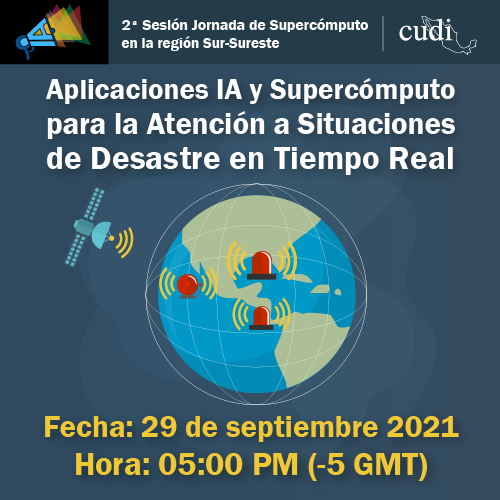 2ª Sesión Jornada de Supercómputo
en la región Sur-Sureste
cudi
Aplicaciones IA y Supercómputo
para la Atención a Situaciones
de Desastre en Tiempo Real
Fecha: 29 de septiembre 2021
Hora: 05:00 PM (-5 GMT)